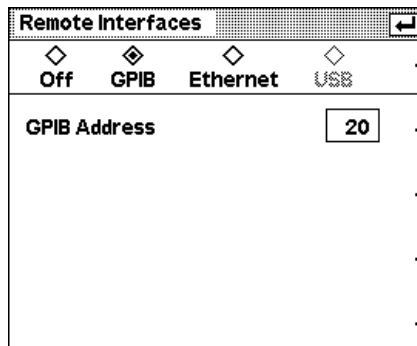 Remote Interfaces
Off GPIB Ethernet USB
GPIB Address 20